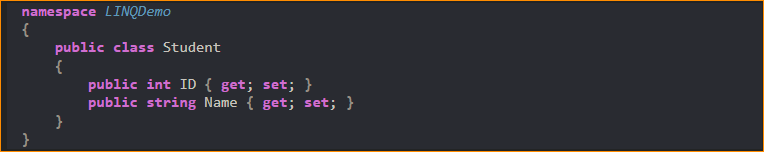 namespace LINQDemo
{
    public class Student
    {
        public int ID { get; set; }
        public string Name { get; set; }
    }
}